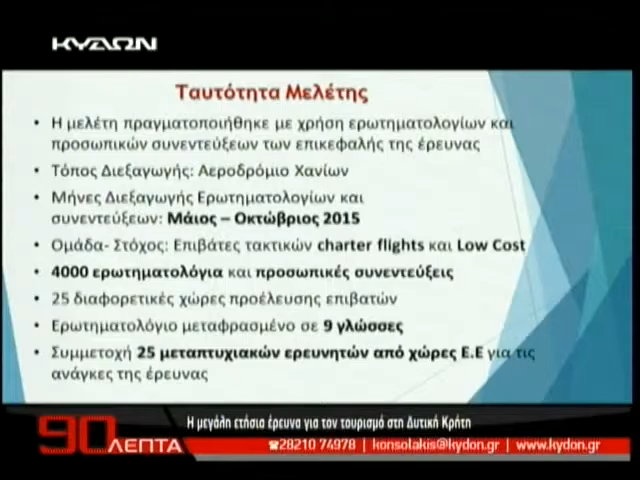 ΚΥΔΩΝ
Ταυτότητα Μελέτης
• Η μελέτη πραγματοποιήθηκε με χρήση ερωτηματολογίων και
προσωπικών συνεντεύξεων των επικεφαλής της έρευνας
• Τόπος Διεξαγωγής: Αεροδρόμιο Χανίων
• Μήνες Διεξαγωγής Ερωτηματολογίων και
συνεντεύξεων: Μάιος – Οκτώβριος 2015
• Ομάδα- Στόχος: Επιβάτες τακτικών charter flights και Low Cost
• 4000 ερωτηματολόγια και προσωπικές συνεντεύξεις
• 25 διαφορετικές χώρες προέλευσης επιβατών
• Ερωτηματολόγιο μεταφρασμένο σε 9 γλώσσες
• Συμμετοχή 25 μεταπτυχιακών ερευνητών από χώρες Ε.Ε για τις
ανάγκες της έρευνας
Η μεγάλη ετήσια έρευνα για τον τουρισμό στη Δυτική Κρήτη
90 ΛΕΠΤΑ
☎28210 74978 | konsolakis@kydon.gr | www.kydon.gr